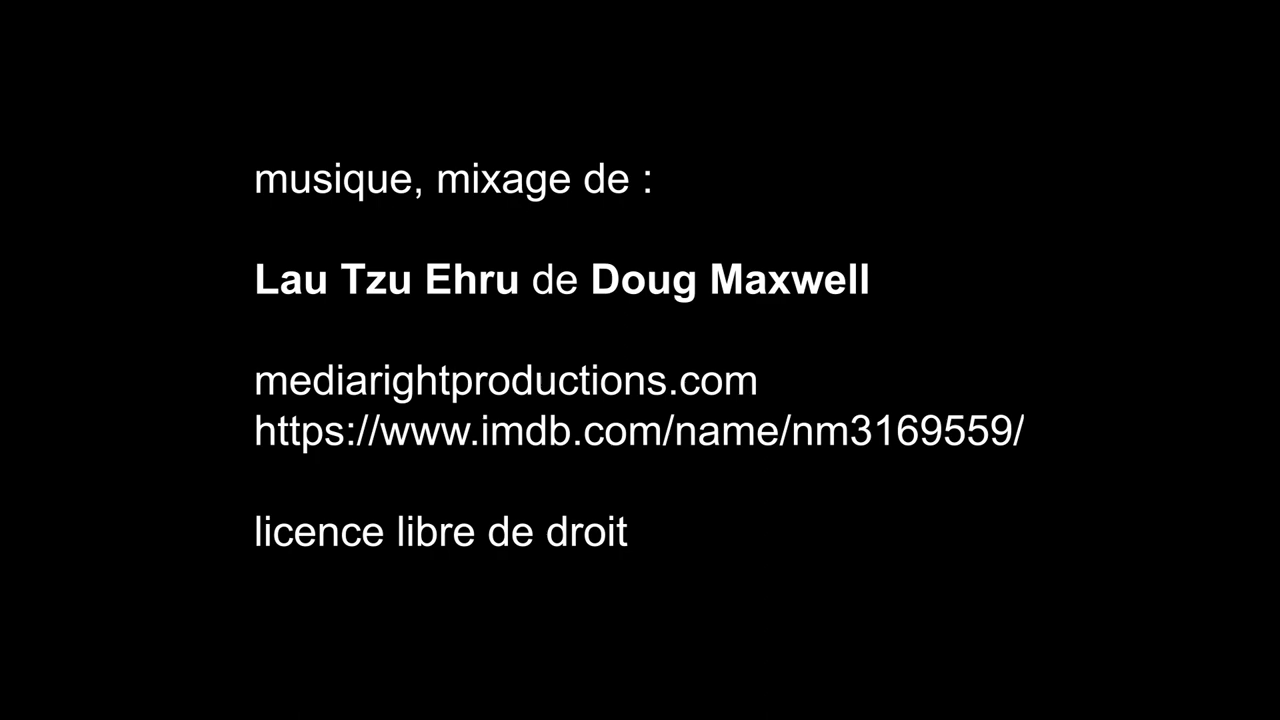 musique, mixage de :
Lau Tzu Ehru de Doug Maxwell
mediarightproductions.com
https://www.imdb.com/name/nm3169559/
licence libre de droit